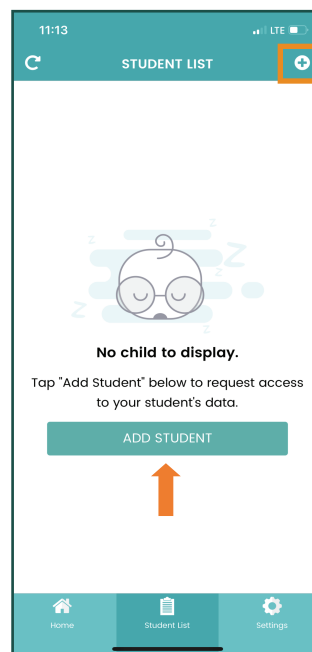 11:13 LTE
STUDENT LIST
z
z
Z
z
Z
z
No child to display.
Tap "Add Student" below to request access
to your student's data.
ADD STUDENT
Home Student List Settings